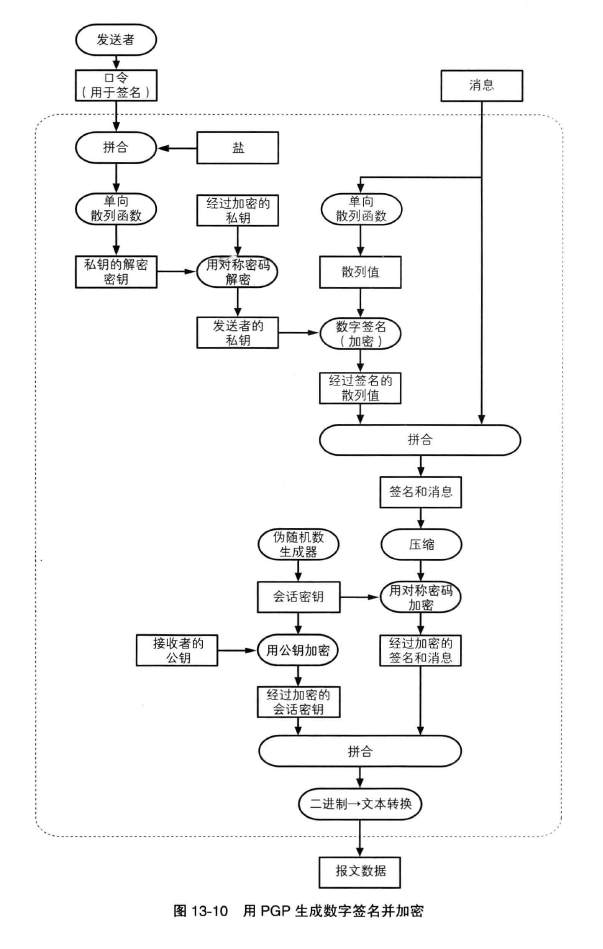 发送者
口令
（用于签名）
消息
拼合
盐
单向
散列函数
经过加密的
私钥
单向
散列函数
私钥的解密
密钥
用对称密码
解密
散列值
发送者的
私钥
数字签名
（加密）
经过签名的
散列值
拼合
签名和消息
伪随机数
生成器
压缩
会话密钥
用对称密码
加密
接收者的
公钥
用公钥加密
经过加密的
签名和消息
经过加密的
会话密钥
拼合
二进制→文本转换
报文数据
图 13-10 用 PGP 生成数字签名并加密